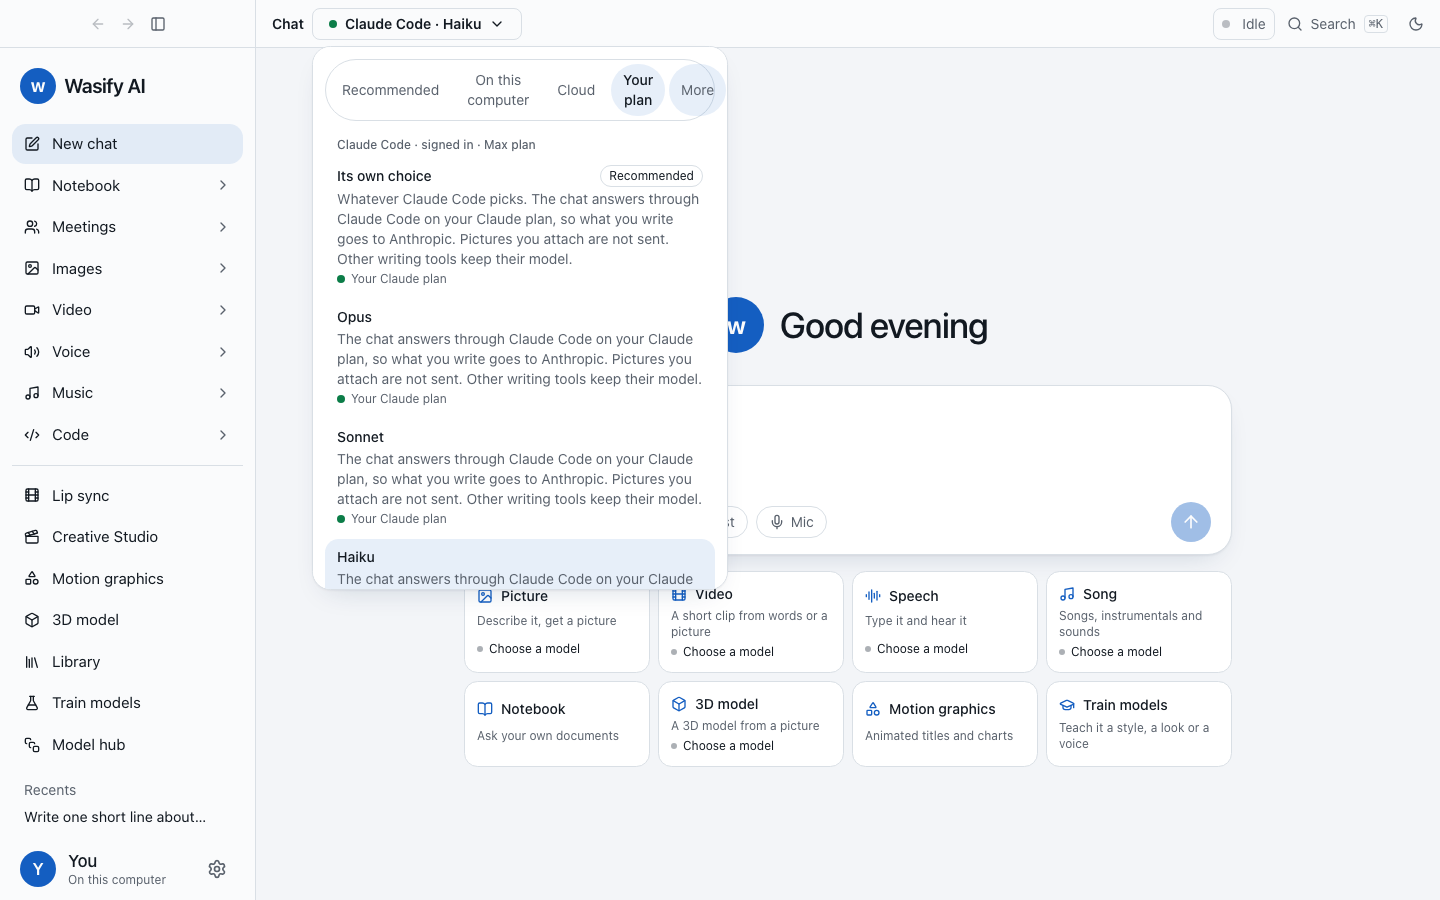 Chat
Claude Code · Haiku
Idle
Search
⌘K
W
Wasify AI
New chat
Notebook
Meetings
Images
Video
Voice
Music
Code
Lip sync
Creative Studio
Motion graphics
3D model
Library
Train models
Model hub
Recents
Write one short line about...
Y
You
On this computer
Recommended
On this
computer
Cloud
Your
plan
More
Claude Code · signed in · Max plan
Its own choice
Recommended
Whatever Claude Code picks. The chat answers through
Claude Code on your Claude plan, so what you write
goes to Anthropic. Pictures you attach are not sent.
Other writing tools keep their model.
Your Claude plan
Opus
The chat answers through Claude Code on your Claude
plan, so what you write goes to Anthropic. Pictures you
attach are not sent. Other writing tools keep their model.
Your Claude plan
Sonnet
The chat answers through Claude Code on your Claude
plan, so what you write goes to Anthropic. Pictures you
attach are not sent. Other writing tools keep their model.
Your Claude plan
Haiku
The chat answers through Claude Code on your Claude
W
Good evening
Mic
Picture
Describe it, get a picture
Choose a model
Video
A short clip from words or a
picture
Choose a model
Speech
Type it and hear it
Choose a model
Song
Songs, instrumentals and
sounds
Choose a model
Notebook
Ask your own documents
3D model
A 3D model from a picture
Choose a model
Motion graphics
Animated titles and charts
Train models
Teach it a style, a look or a
voice